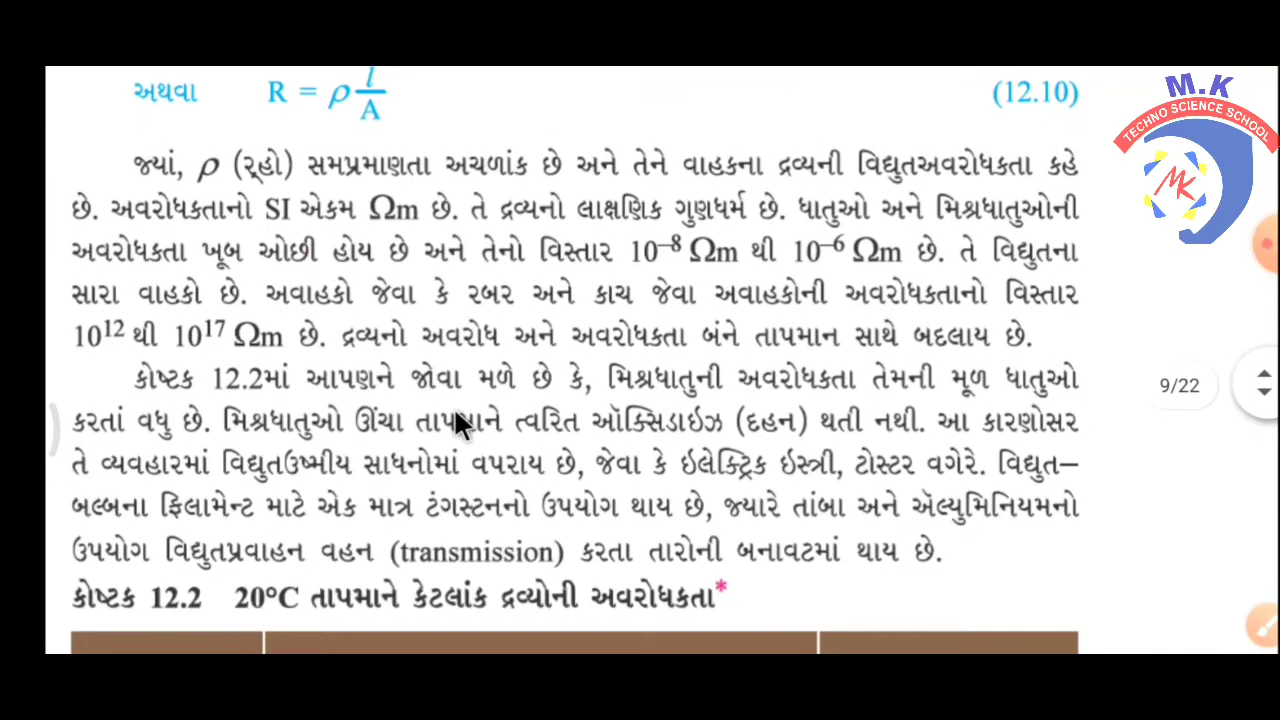 અથવા R = ρ l/A (12.10)
M.K
TECHNO SCIENCE SCHOOL
MK
જ્યાં, ρ (રૂહો) સમપ્રમાણતા અચળાંક છે અને તેને વાહકના દ્રવ્યની વિદ્યુતઅવરોધકતા કહે
છે. અવરોધકતાનો SI એકમ Ωm છે. તે દ્રવ્યનો લાક્ષણિક ગુણધર્મ છે. ધાતુઓ અને મિશ્રધાતુઓની
અવરોધકતા ખૂબ ઓછી હોય છે અને તેનો વિસ્તાર 10⁻⁸ Ωm થી 10⁻⁶ Ωm છે. તે વિદ્યુતના
સારા વાહકો છે. અવાહકો જેવા કે રબર અને કાચ જેવા અવાહકોની અવરોધકતાનો વિસ્તાર
10¹² થી 10¹⁷ Ωm છે. દ્રવ્યનો અવરોધ અને અવરોધકતા બંને તાપમાન સાથે બદલાય છે.
કોષ્ટક 12.2માં આપણને જોવા મળે છે કે, મિશ્રધાતુની અવરોધકતા તેમની મૂળ ધાતુઓ
કરતાં વધુ છે. મિશ્રધાતુઓ ઊંચા તાપમાને ત્વરિત ઑક્સિડાઇઝ (દહન) થતી નથી. આ કારણોસર
તે વ્યવહારમાં વિદ્યુતઉષ્મીય સાધનોમાં વપરાય છે, જેવા કે ઇલેક્ટ્રિક ઇસ્ત્રી, ટોસ્ટર વગેરે. વિદ્યુત–
બલ્બના ફિલામેન્ટ માટે એક માત્ર ટંગસ્ટનનો ઉપયોગ થાય છે, જ્યારે તાંબા અને ઍલ્યુમિનિયમનો
ઉપયોગ વિદ્યુતપ્રવાહન વહન (transmission) કરતા તારોની બનાવટમાં થાય છે.
કોષ્ટક 12.2 20°C તાપમાને કેટલાંક દ્રવ્યોની અવરોધકતા*
9/22